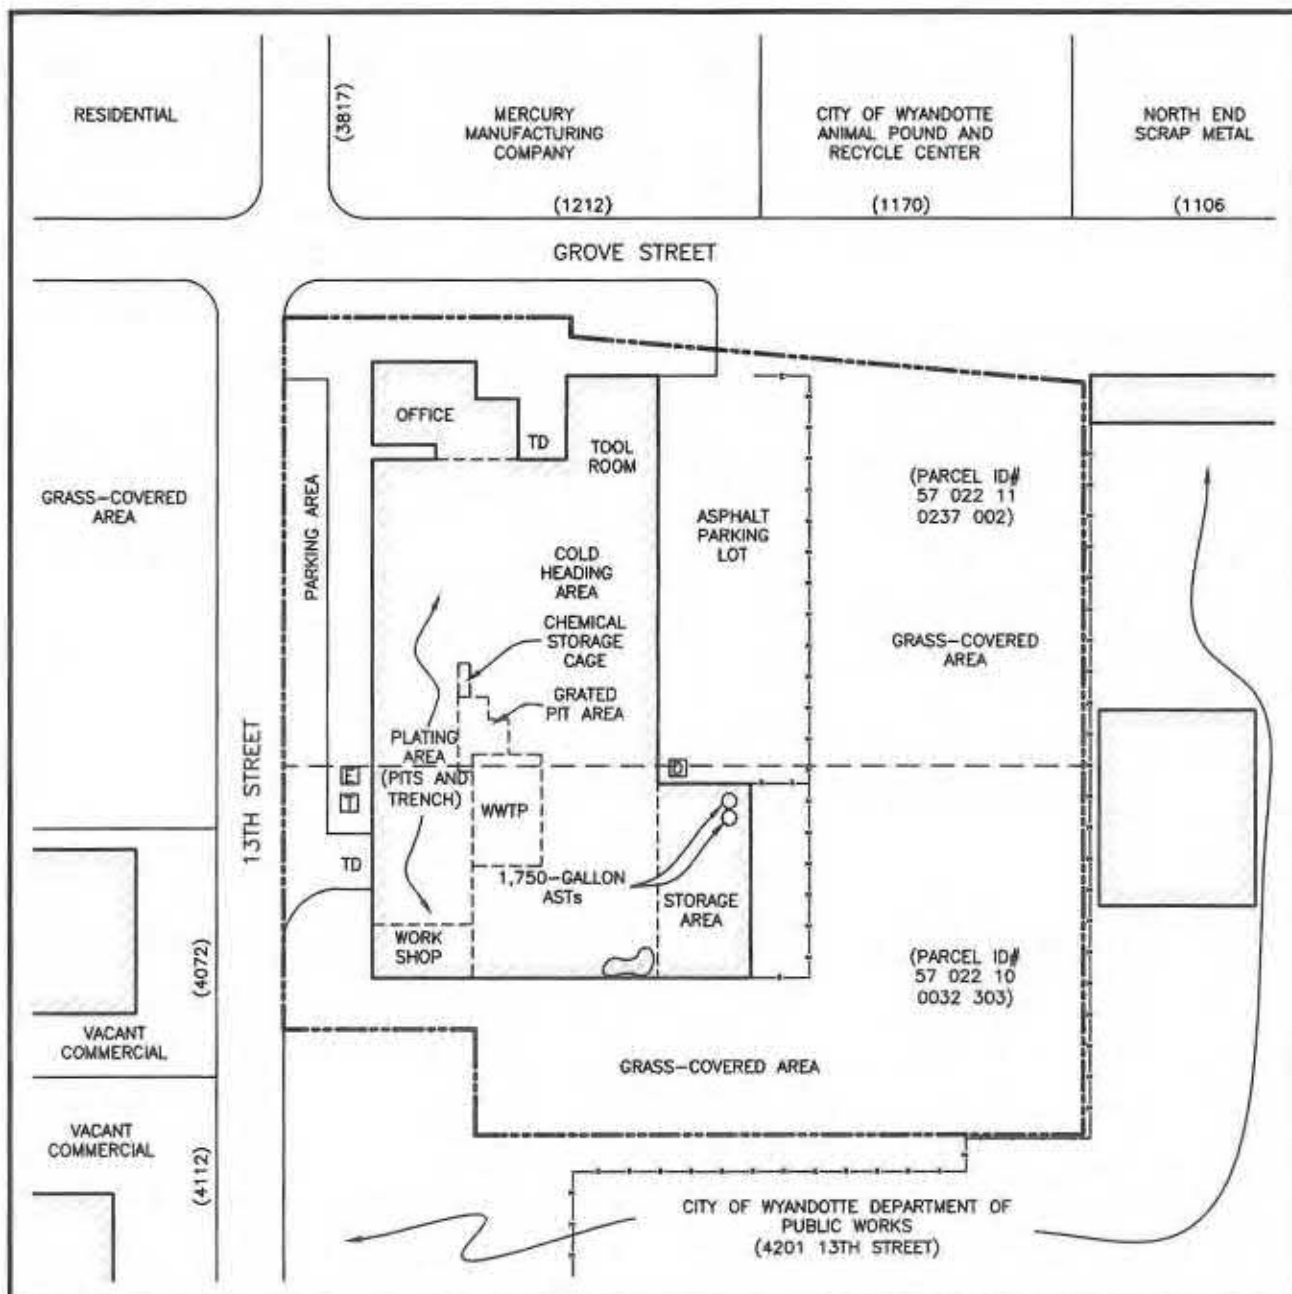 RESIDENTIAL
(3817)
MERCURY
MANUFACTURING
COMPANY
(1212)
CITY OF WYANDOTTE
ANIMAL POUND AND
RECYCLE CENTER
(1170)
NORTH END
SCRAP METAL
(1106
GROVE STREET
GRASS-COVERED
AREA
PARKING AREA
OFFICE
TD
TOOL
ROOM
ASPHALT
PARKING
LOT
(PARCEL ID#
57 022 11
0237 002)
COLD
HEADING
AREA
CHEMICAL
STORAGE
CAGE
GRATED
PIT AREA
GRASS-COVERED
AREA
13TH STREET
PLATING
AREA
(PITS AND
TRENCH)
E
T
D
WWTP
TD
1,750-GALLON
ASTs
STORAGE
AREA
WORK
SHOP
(PARCEL ID#
57 022 10
0032 303)
(4072)
VACANT
COMMERCIAL
GRASS-COVERED AREA
VACANT
COMMERCIAL
(4112)
CITY OF WYANDOTTE DEPARTMENT OF
PUBLIC WORKS
(4201 13TH STREET)